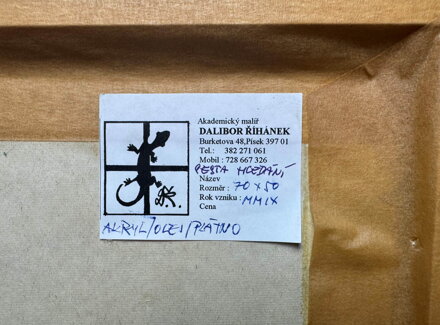 Akademický malíř
DALIBOR ŘÍHÁNEK
Burketova 48,Písek 397 01
Tel.: 382 271 061
Mobil : 728 667 326
CESTA HLEDÁNÍ
Název
Rozměr : 70 x 50
Rok vzniku : MMIX
Cena
AKRYL/OLEJ/PLÁTNO